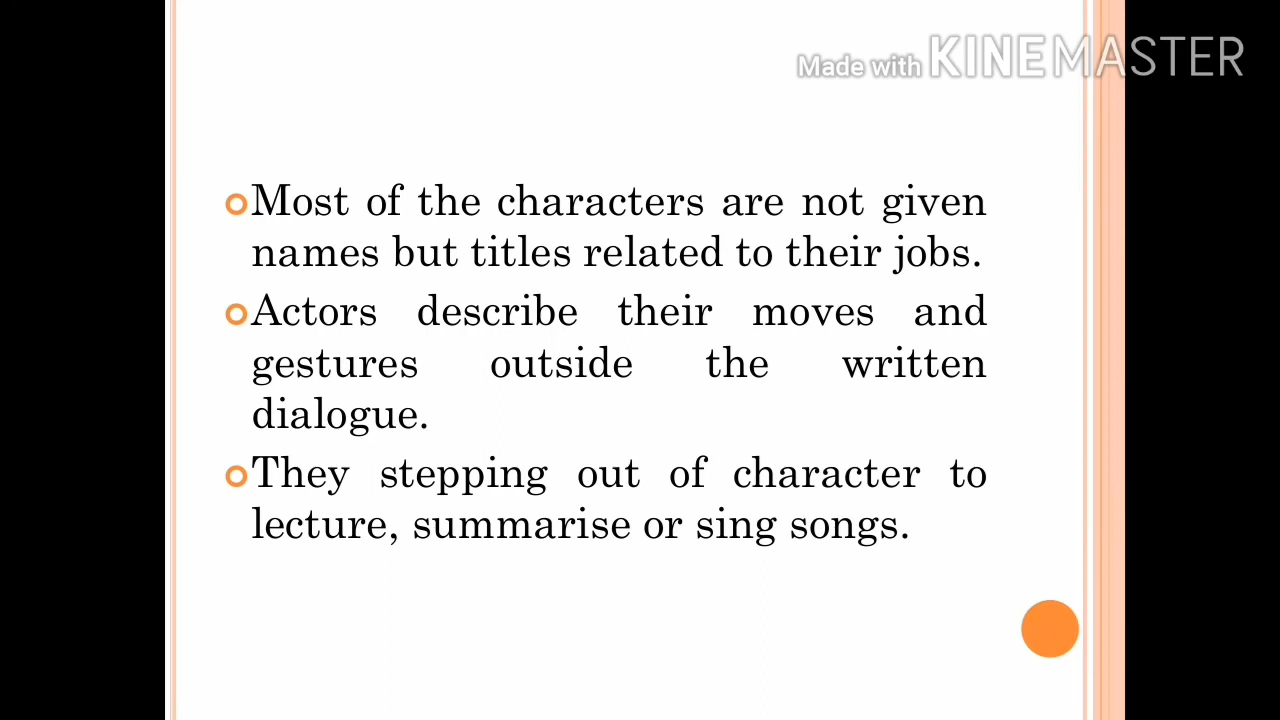 Made with KINEMASTER
Most of the characters are not given
names but titles related to their jobs.
Actors describe their moves and
gestures outside the written
dialogue.
They stepping out of character to
lecture, summarise or sing songs.